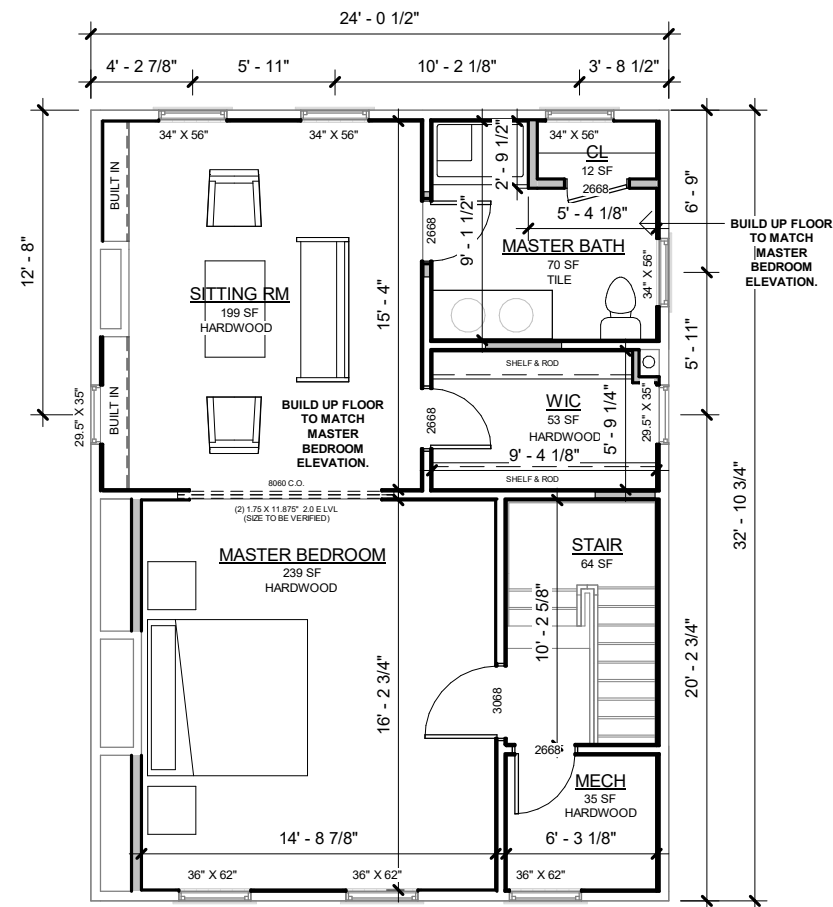 24' - 0 1/2"
4' - 2 7/8"
5' - 11"
10' - 2 1/8"
3' - 8 1/2"
34" X 56"
34" X 56"
34" X 56"
BUILT IN
2' - 9 1/2"
CL
12 SF
2668
5' - 4 1/8"
6' - 9"
BUILD UP FLOOR
TO MATCH
MASTER
BEDROOM
ELEVATION.
12' - 8"
2668
9' - 1 1/2"
MASTER BATH
70 SF
TILE
34" X 56"
SITTING RM
199 SF
HARDWOOD
15' - 4"
5' - 11"
BUILT IN
29.5" X 35"
BUILD UP FLOOR
TO MATCH
MASTER
BEDROOM
ELEVATION.
2668
SHELF & ROD
WIC
53 SF
HARDWOOD
5' - 9 1/4"
29.5" X 35"
9' - 4 1/8"
SHELF & ROD
32' - 10 3/4"
8060 C.O.
(2) 1.75 X 11.875" 2.0 E LVL
(SIZE TO BE VERIFIED)
MASTER BEDROOM
239 SF
HARDWOOD
STAIR
64 SF
10' - 2 5/8"
20' - 2 3/4"
16' - 2 3/4"
3068
2668
MECH
35 SF
HARDWOOD
14' - 8 7/8"
6' - 3 1/8"
36" X 62"
36" X 62"
36" X 62"